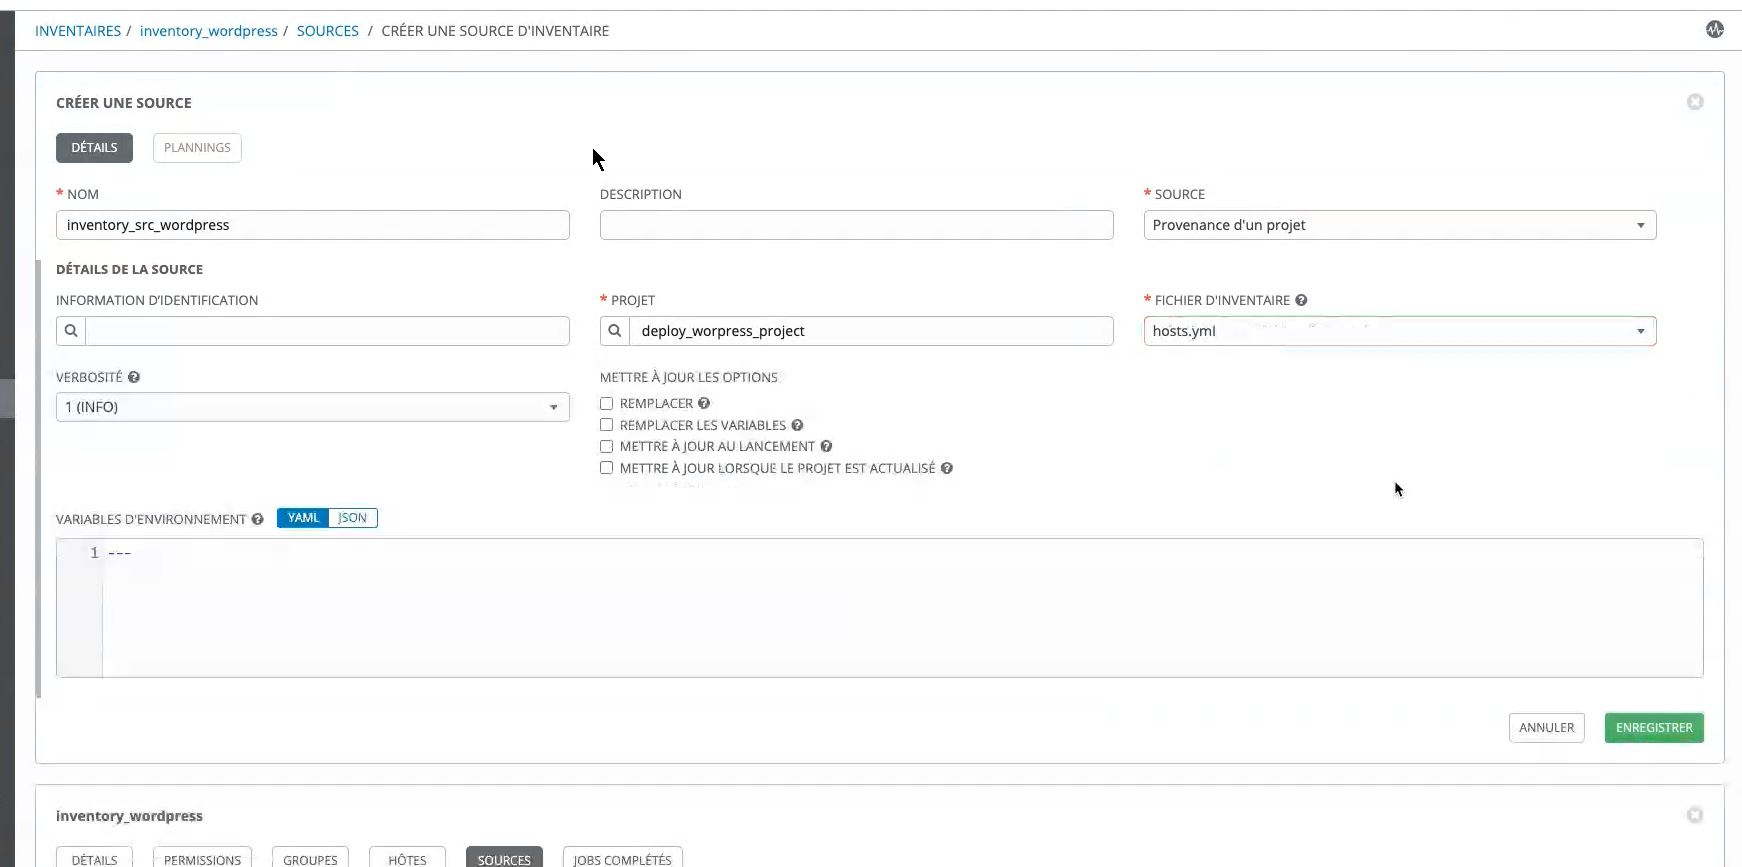 INVENTAIRES / inventory_wordpress / SOURCES / CRÉER UNE SOURCE D'INVENTAIRE
CRÉER UNE SOURCE
DÉTAILS PLANNINGS
* NOM DESCRIPTION * SOURCE
inventory_src_wordpress Provenance d'un projet
DÉTAILS DE LA SOURCE
INFORMATION D'IDENTIFICATION * PROJET * FICHIER D'INVENTAIRE
deploy_worpress_project hosts.yml
VERBOSITÉ METTRE À JOUR LES OPTIONS
1 (INFO) REMPLACER
REMPLACER LES VARIABLES
METTRE À JOUR AU LANCEMENT
METTRE À JOUR LORSQUE LE PROJET EST ACTUALISÉ
VARIABLES D'ENVIRONNEMENT YAML JSON
1 ---
ANNULER ENREGISTRER
inventory_wordpress
DÉTAILS PERMISSIONS GROUPES HÔTES SOURCES JOBS COMPLÉTÉS